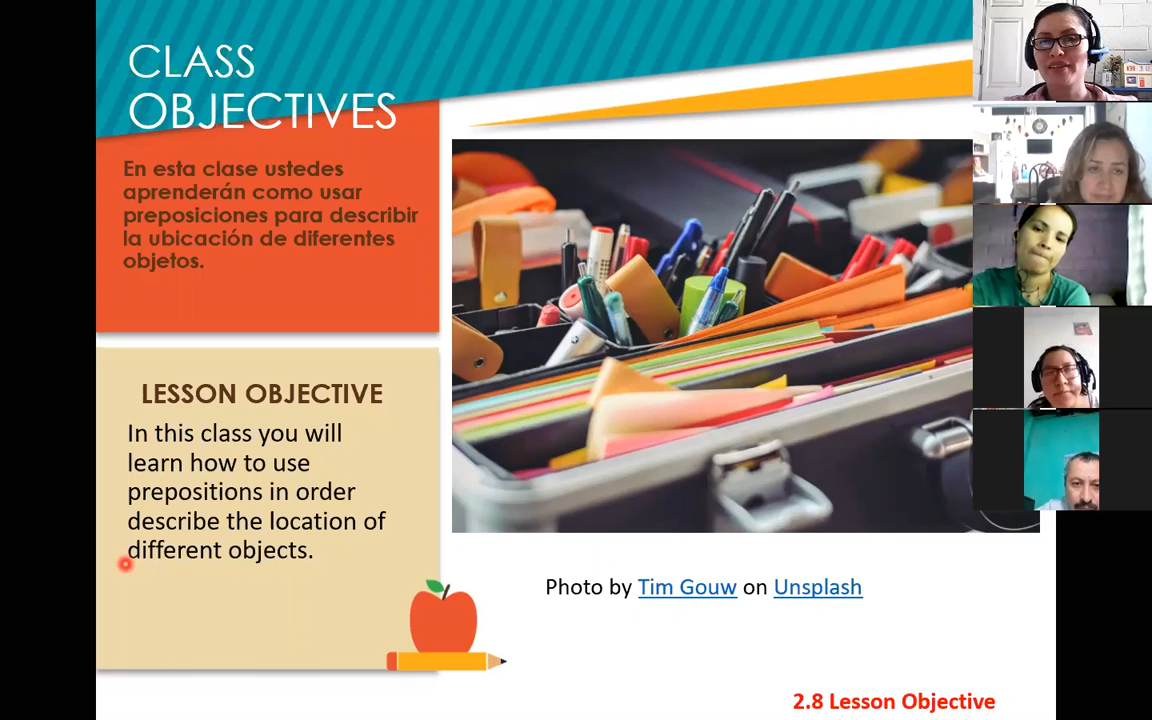 CLASS
OBJECTIVES
En esta clase ustedes
aprenderán como usar
preposiciones para describir
la ubicación de diferentes
objetos.
LESSON OBJECTIVE
In this class you will
learn how to use
prepositions in order
describe the location of
different objects.
Photo by Tim Gouw on Unsplash
2.8 Lesson Objective